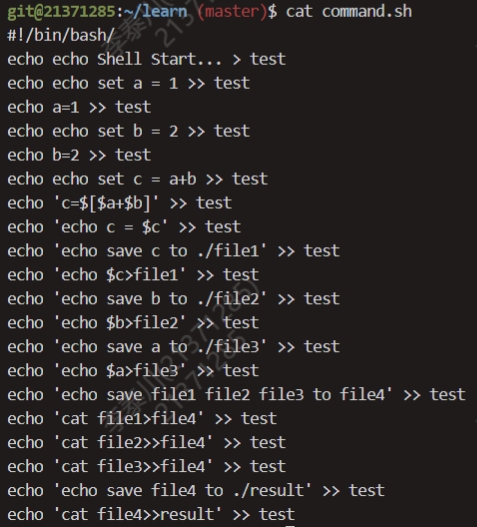 git@21371285:~/learn (master)$ cat command.sh
#!/bin/bash/
echo echo Shell Start... > test
echo echo set a = 1 >> test
echo a=1 >> test
echo echo set b = 2 >> test
echo b=2 >> test
echo echo set c = a+b >> test
echo 'c=$[$a+$b]' >> test
echo 'echo c = $c' >> test
echo 'echo save c to ./file1' >> test
echo 'echo $c>file1' >> test
echo 'echo save b to ./file2' >> test
echo 'echo $b>file2' >> test
echo 'echo save a to ./file3' >> test
echo 'echo $a>file3' >> test
echo 'echo save file1 file2 file3 to file4' >> test
echo 'cat file1>file4' >> test
echo 'cat file2>>file4' >> test
echo 'cat file3>>file4' >> test
echo 'echo save file4 to ./result' >> test
echo 'cat file4>>result' >> test